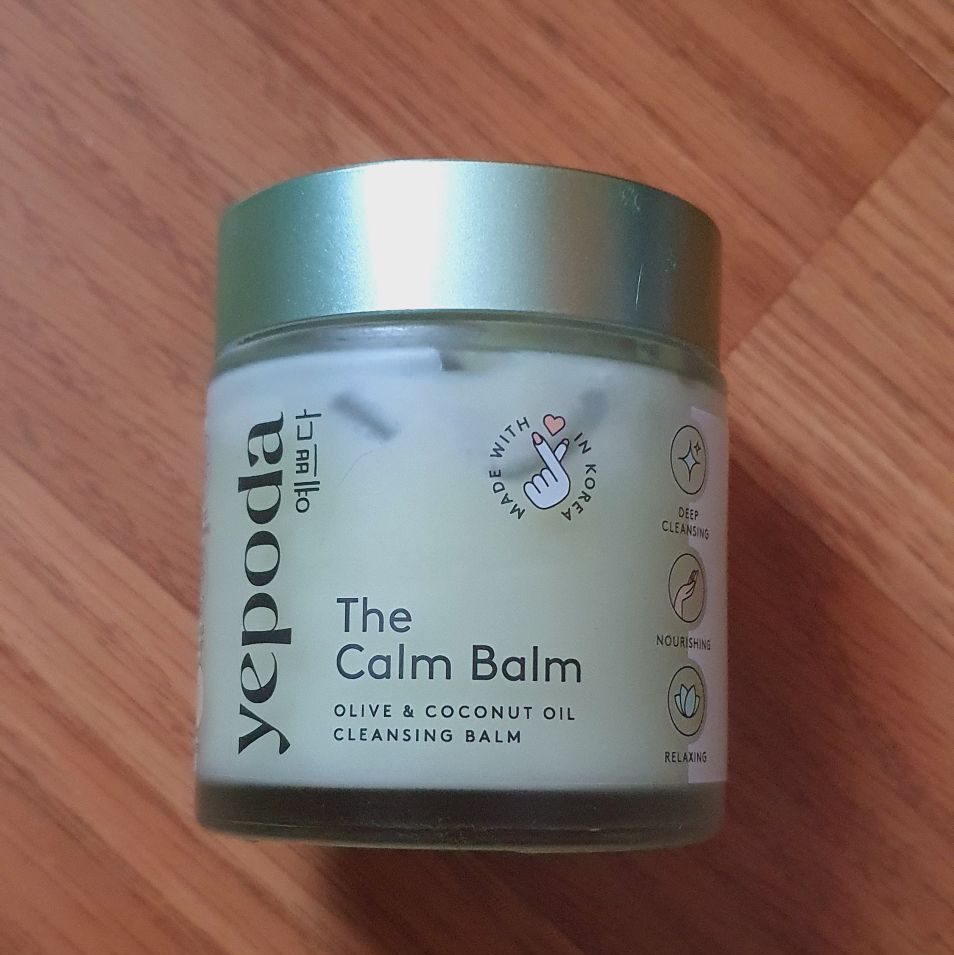 yepoda
예쁘다
MADE WITH
IN KOREA
The
Calm Balm
OLIVE & COCONUT OIL
CLEANSING BALM
DEEP
CLEANSING
NOURISHING
RELAXING